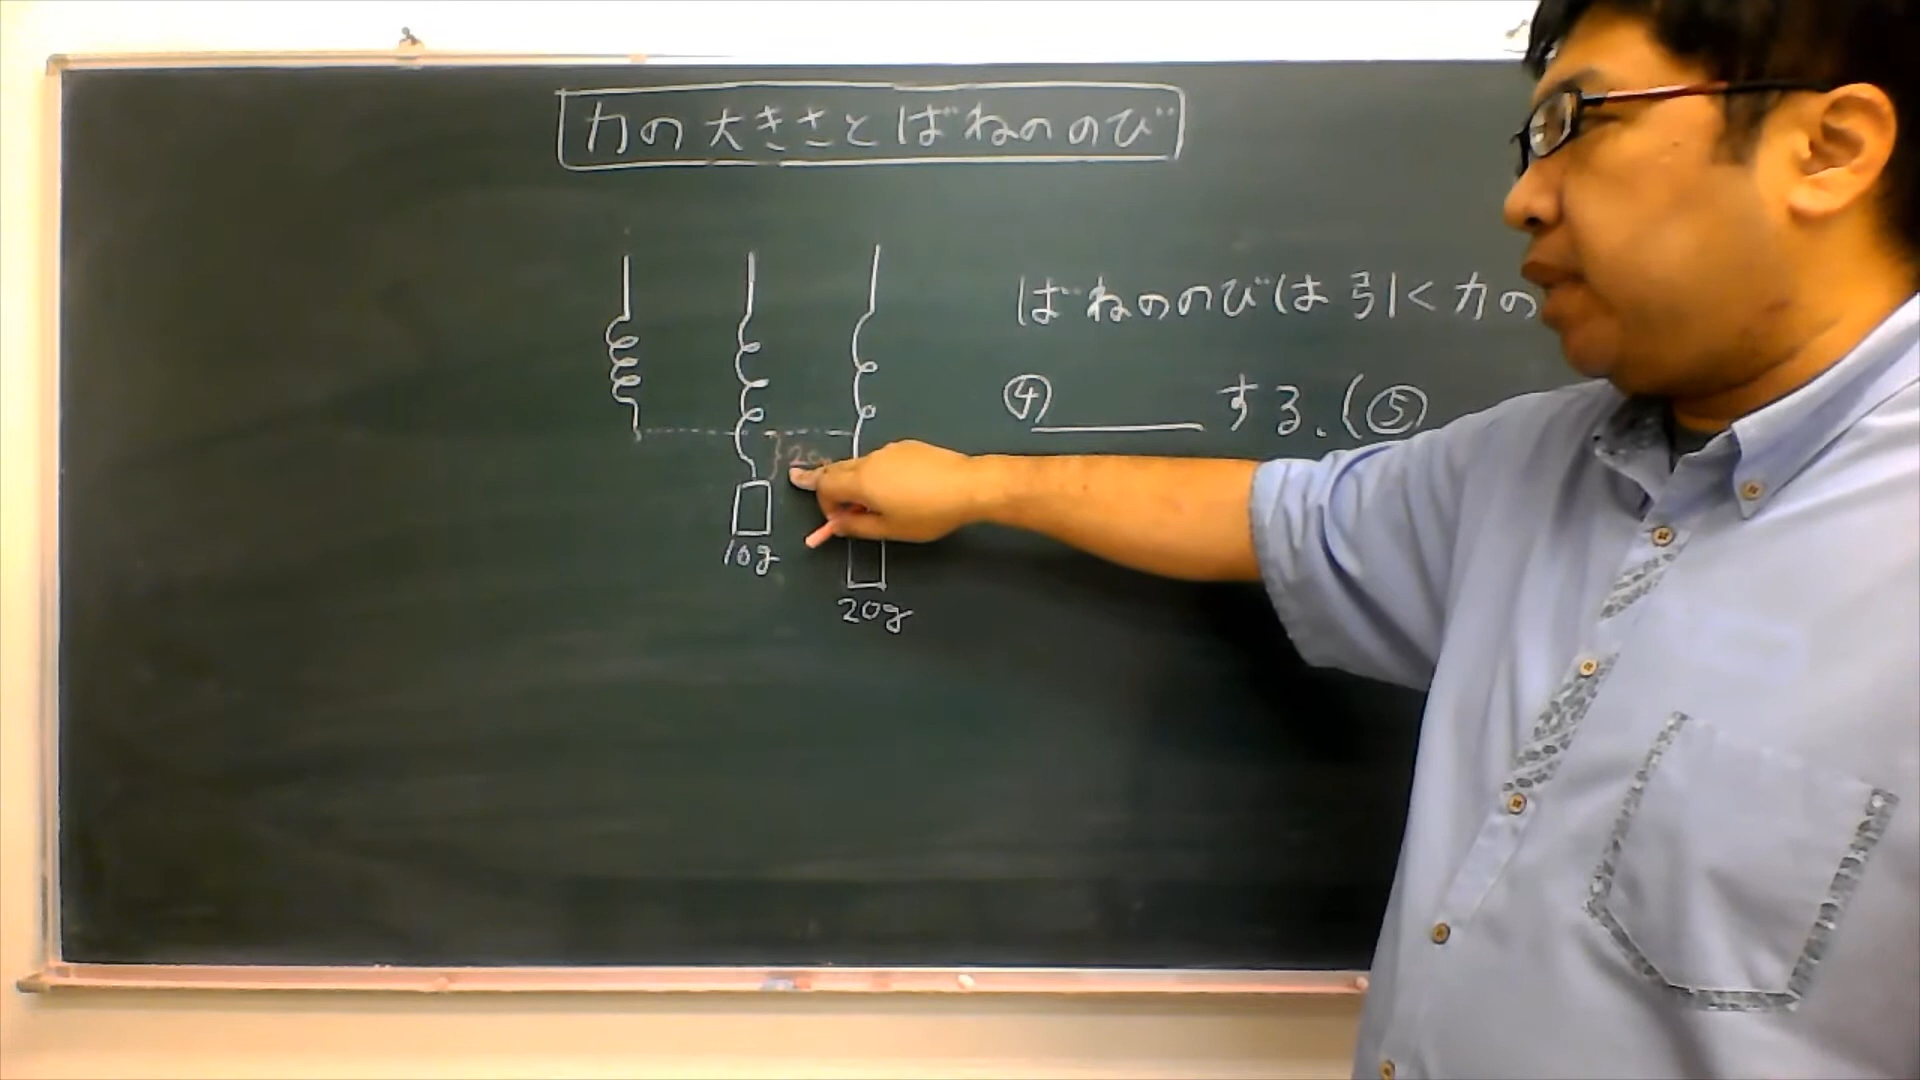 力の大きさとばねののび
ばねののびは引く力の
④ する.(⑤
10g
20g